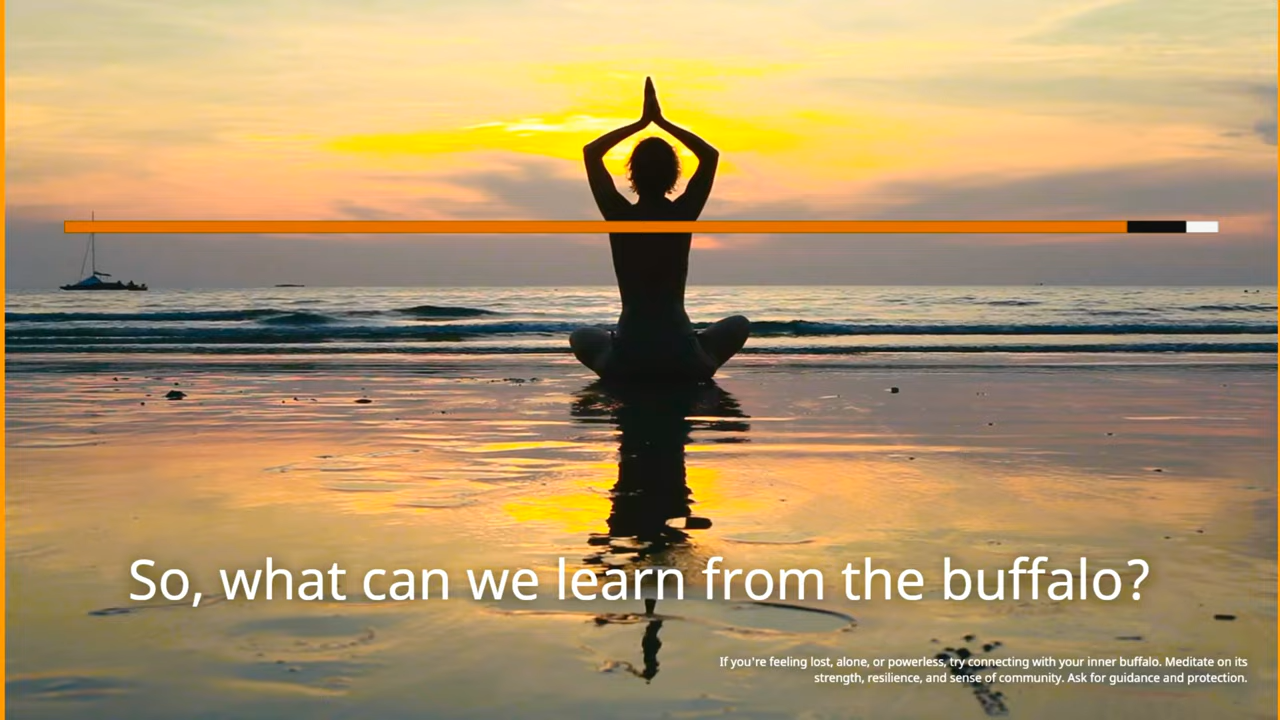 So, what can we learn from the buffalo?
If you're feeling lost, alone, or powerless, try connecting with your inner buffalo. Meditate on its
strength, resilience, and sense of community. Ask for guidance and protection.